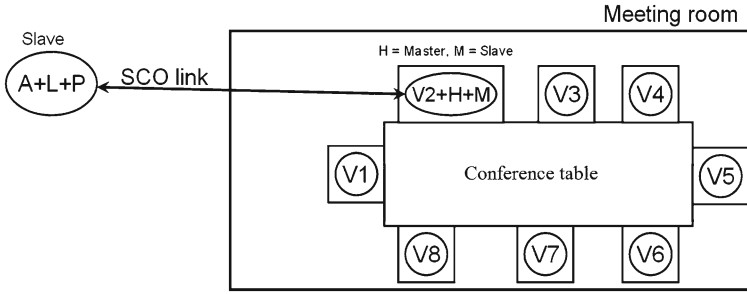 Meeting room
Slave
H = Master, M = Slave
A+L+P
SCO link
V2+H+M
V3
V4
V1
Conference table
V5
V8
V7
V6